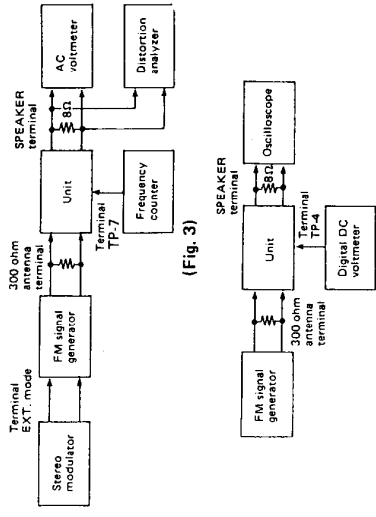 Stereo
modulator
Terminal
EXT. mode
FM signal
generator
300 ohm
antenna
terminal
Unit
Terminal
TP-7
Frequency
counter
SPEAKER
terminal
8Ω
AC
voltmeter
Distortion
analyzer
(Fig. 3)
FM signal
generator
300 ohm
antenna
terminal
Unit
Terminal
TP-4
Digital DC
voltmeter
SPEAKER
terminal
8Ω
Oscilloscope